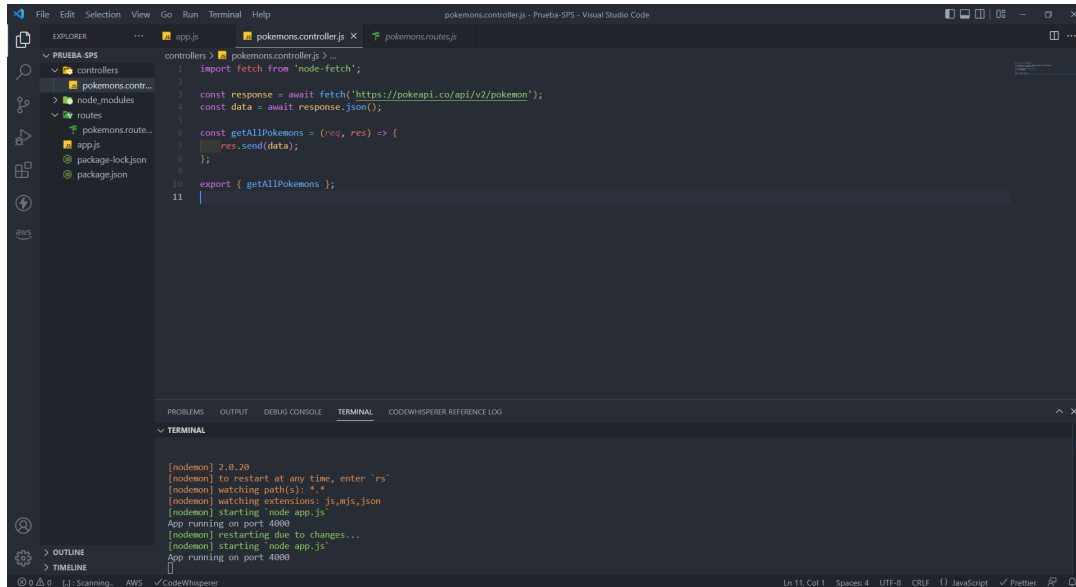 File Edit Selection View Go Run Terminal Help
pokemons.controller.js - Prueba-SPS - Visual Studio Code
EXPLORER ...
app.js
pokemons.controller.js
pokemons.routes.js
PRUEBA-SPS
controllers
pokemons.contr...
node_modules
routes
pokemons.route...
app.js
package-lock.json
package.json
controllers > pokemons.controller.js > ...
1 import fetch from 'node-fetch';
2
3 const response = await fetch('https://pokeapi.co/api/v2/pokemon');
4 const data = await response.json();
5
6 const getAllPokemons = (req, res) => {
7 res.send(data);
8 };
9
10 export { getAllPokemons };
11
aws
PROBLEMS OUTPUT DEBUG CONSOLE TERMINAL CODEWHISPERER REFERENCE LOG
TERMINAL
[nodemon] 2.0.20
[nodemon] to restart at any time, enter `rs`
[nodemon] watching path(s): *.*
[nodemon] watching extensions: js,mjs,json
[nodemon] starting `node app.js`
App running on port 4000
[nodemon] restarting due to changes...
[nodemon] starting `node app.js`
App running on port 4000
OUTLINE
TIMELINE
0 0 [..] : Scanning.. AWS CodeWhisperer
Ln 11, Col 1 Spaces: 4 UTF-8 CRLF {} JavaScript Prettier